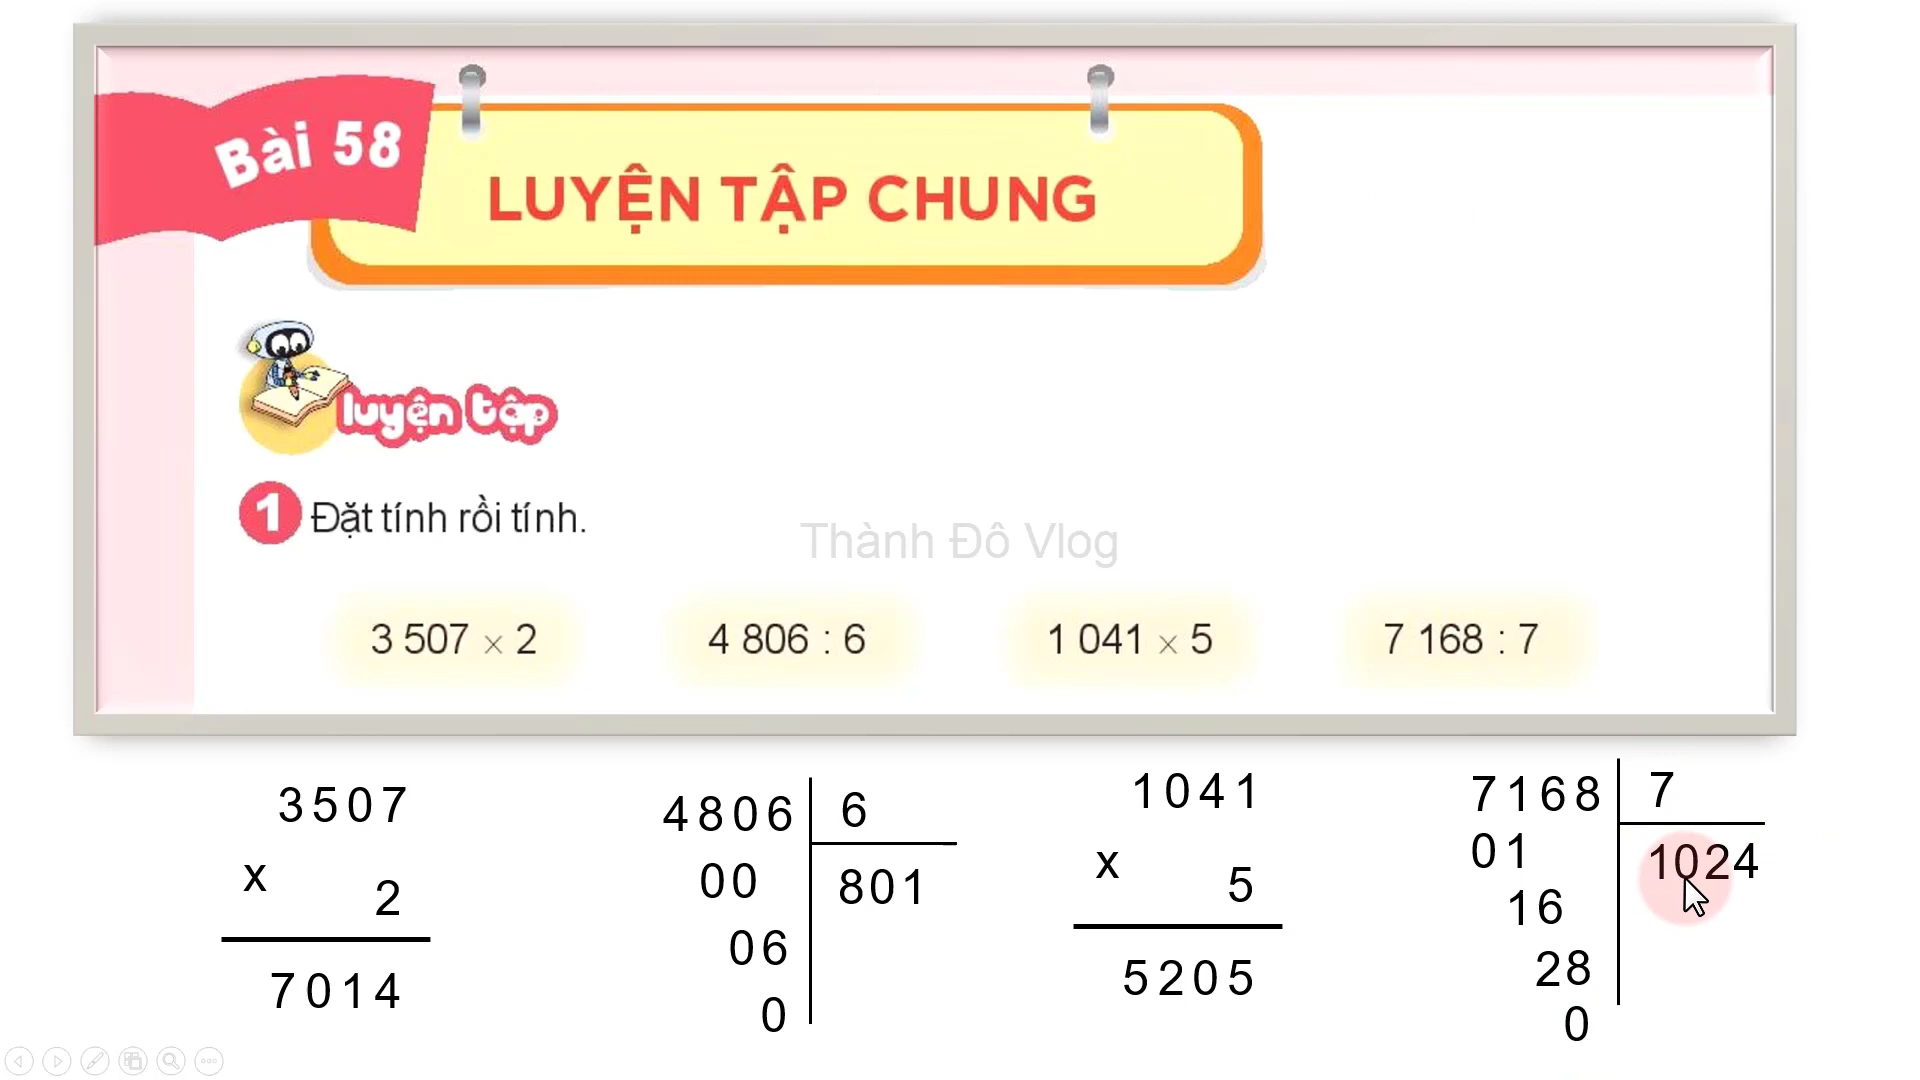 Bài 58
LUYỆN TẬP CHUNG
luyện tập
1 Đặt tính rồi tính.
Thành Đô Vlog
3 507 × 2
4 806 : 6
1 041 × 5
7 168 : 7
3507
x
2
7014
4806 6
00 801
06
0
1041
x
5
5205
7168 7
01 1024
16
28
0